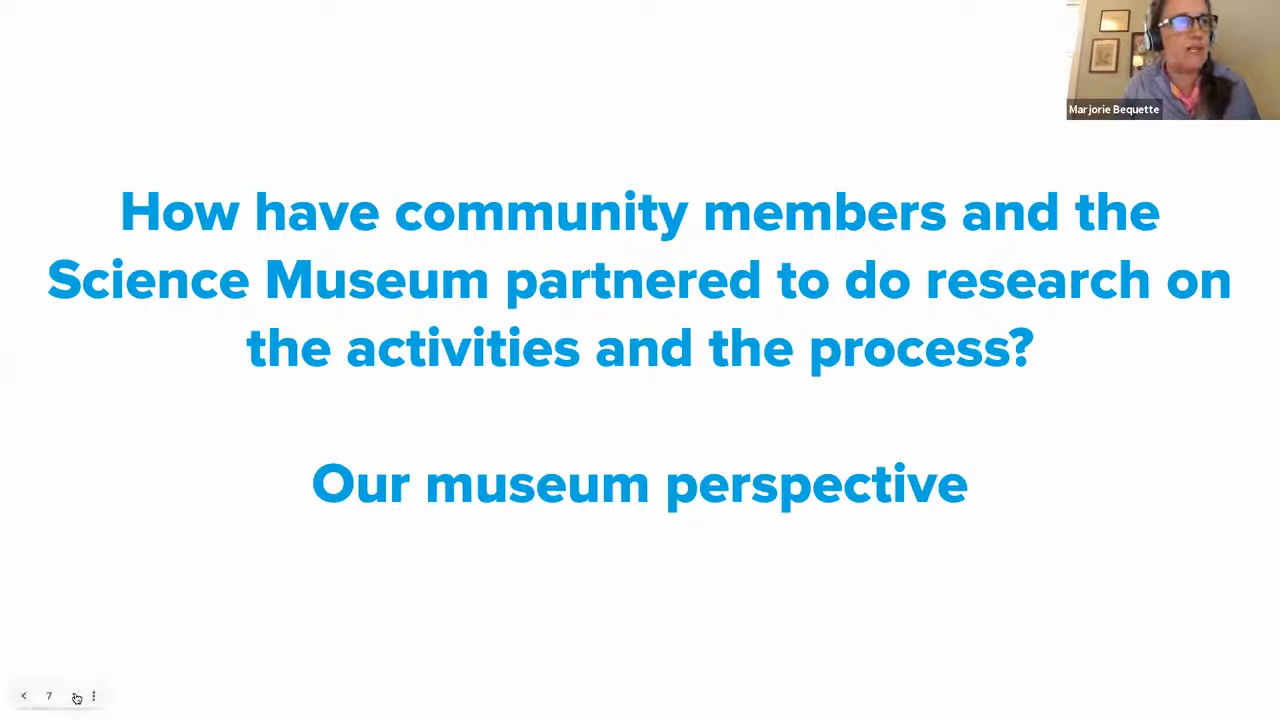 Marjorie Bequette
How have community members and the
Science Museum partnered to do research on
the activities and the process?
Our museum perspective
7